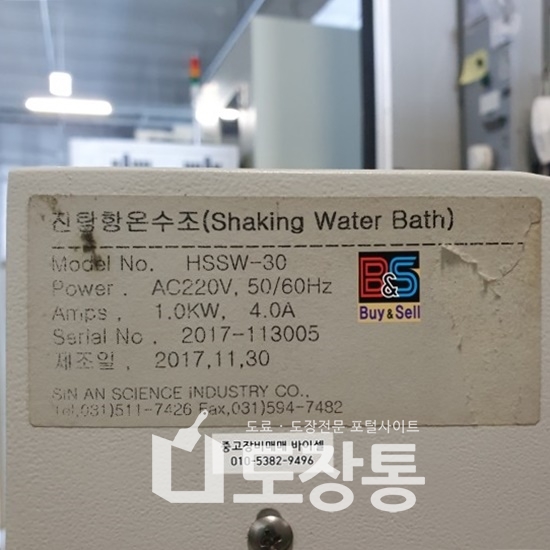 진탕항온수조(Shaking Water Bath)
Model No. HSSW-30
Power . AC220V, 50/60Hz
Amps , 1.0KW, 4.0A
Serial No , 2017-113005
제조일 , 2017,11,30
SIN AN SCIENCE INDUSTRY CO.,
Tel,031)511-7426 Fax,031)594-7482
B&S
Buy & Sell
도료 · 도장전문 포털사이트
중고장비매매 바이셀
010-5382-9496
도장통